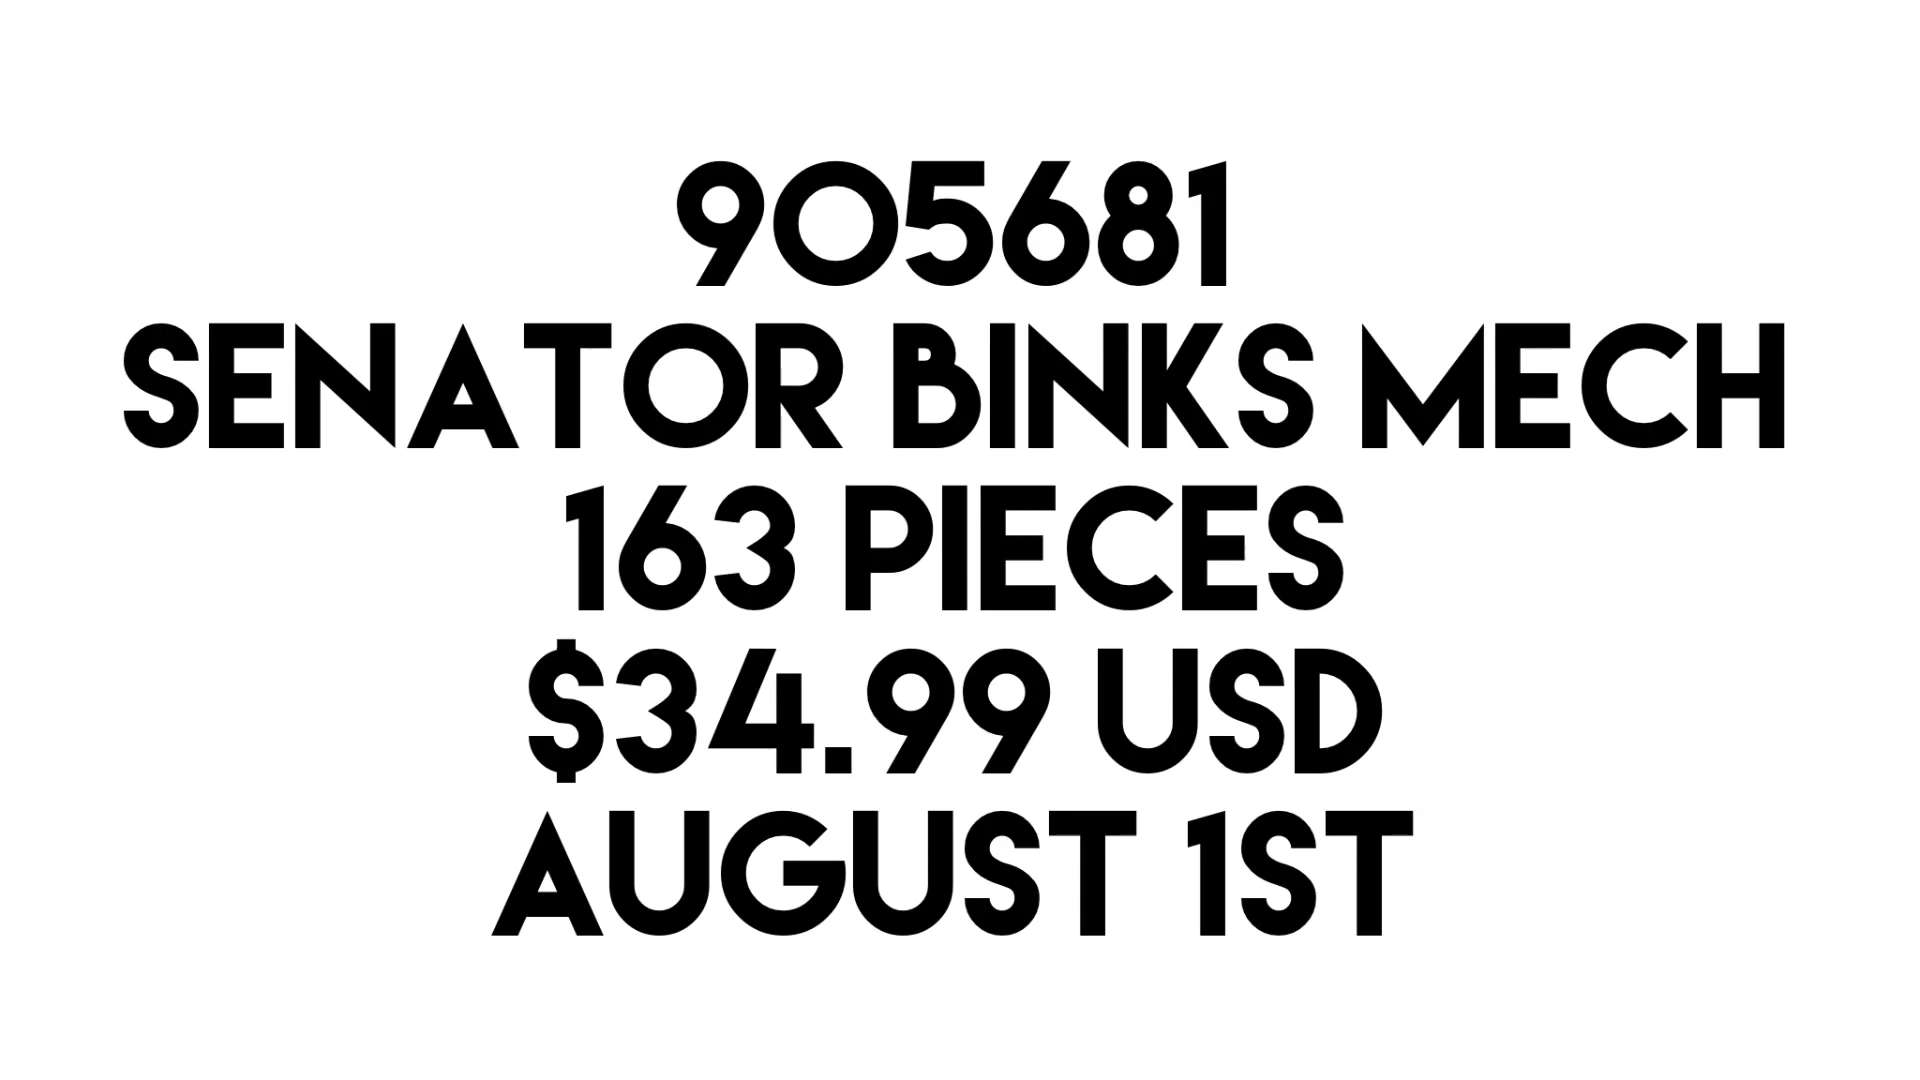 905681
SENATOR BINKS MECH
163 PIECES
$34.99 USD
AUGUST 1ST